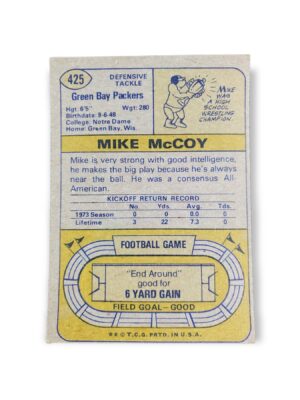 425
DEFENSIVE
TACKLE
Green Bay Packers
Hgt: 6'5" Wgt: 280
Birthdate: 9-6-48
College: Notre Dame
Home: Green Bay, Wis.
MIKE
WAS
A HIGH
SCHOOL
WRESTLING
CHAMPION.
MIKE McCOY
Mike is very strong with good intelligence,
he makes the big play because he's always
near the ball. He was a consensus All-
American.
KICKOFF RETURN RECORD
No Yds. Avg. Tds.
1973 Season 0 0 0.0 0
Lifetime 3 22 7.3 0
FOOTBALL GAME
"End Around"
good for
6 YARD GAIN
FIELD GOAL—GOOD
© T.C.G. PRTD. IN U.S.A.